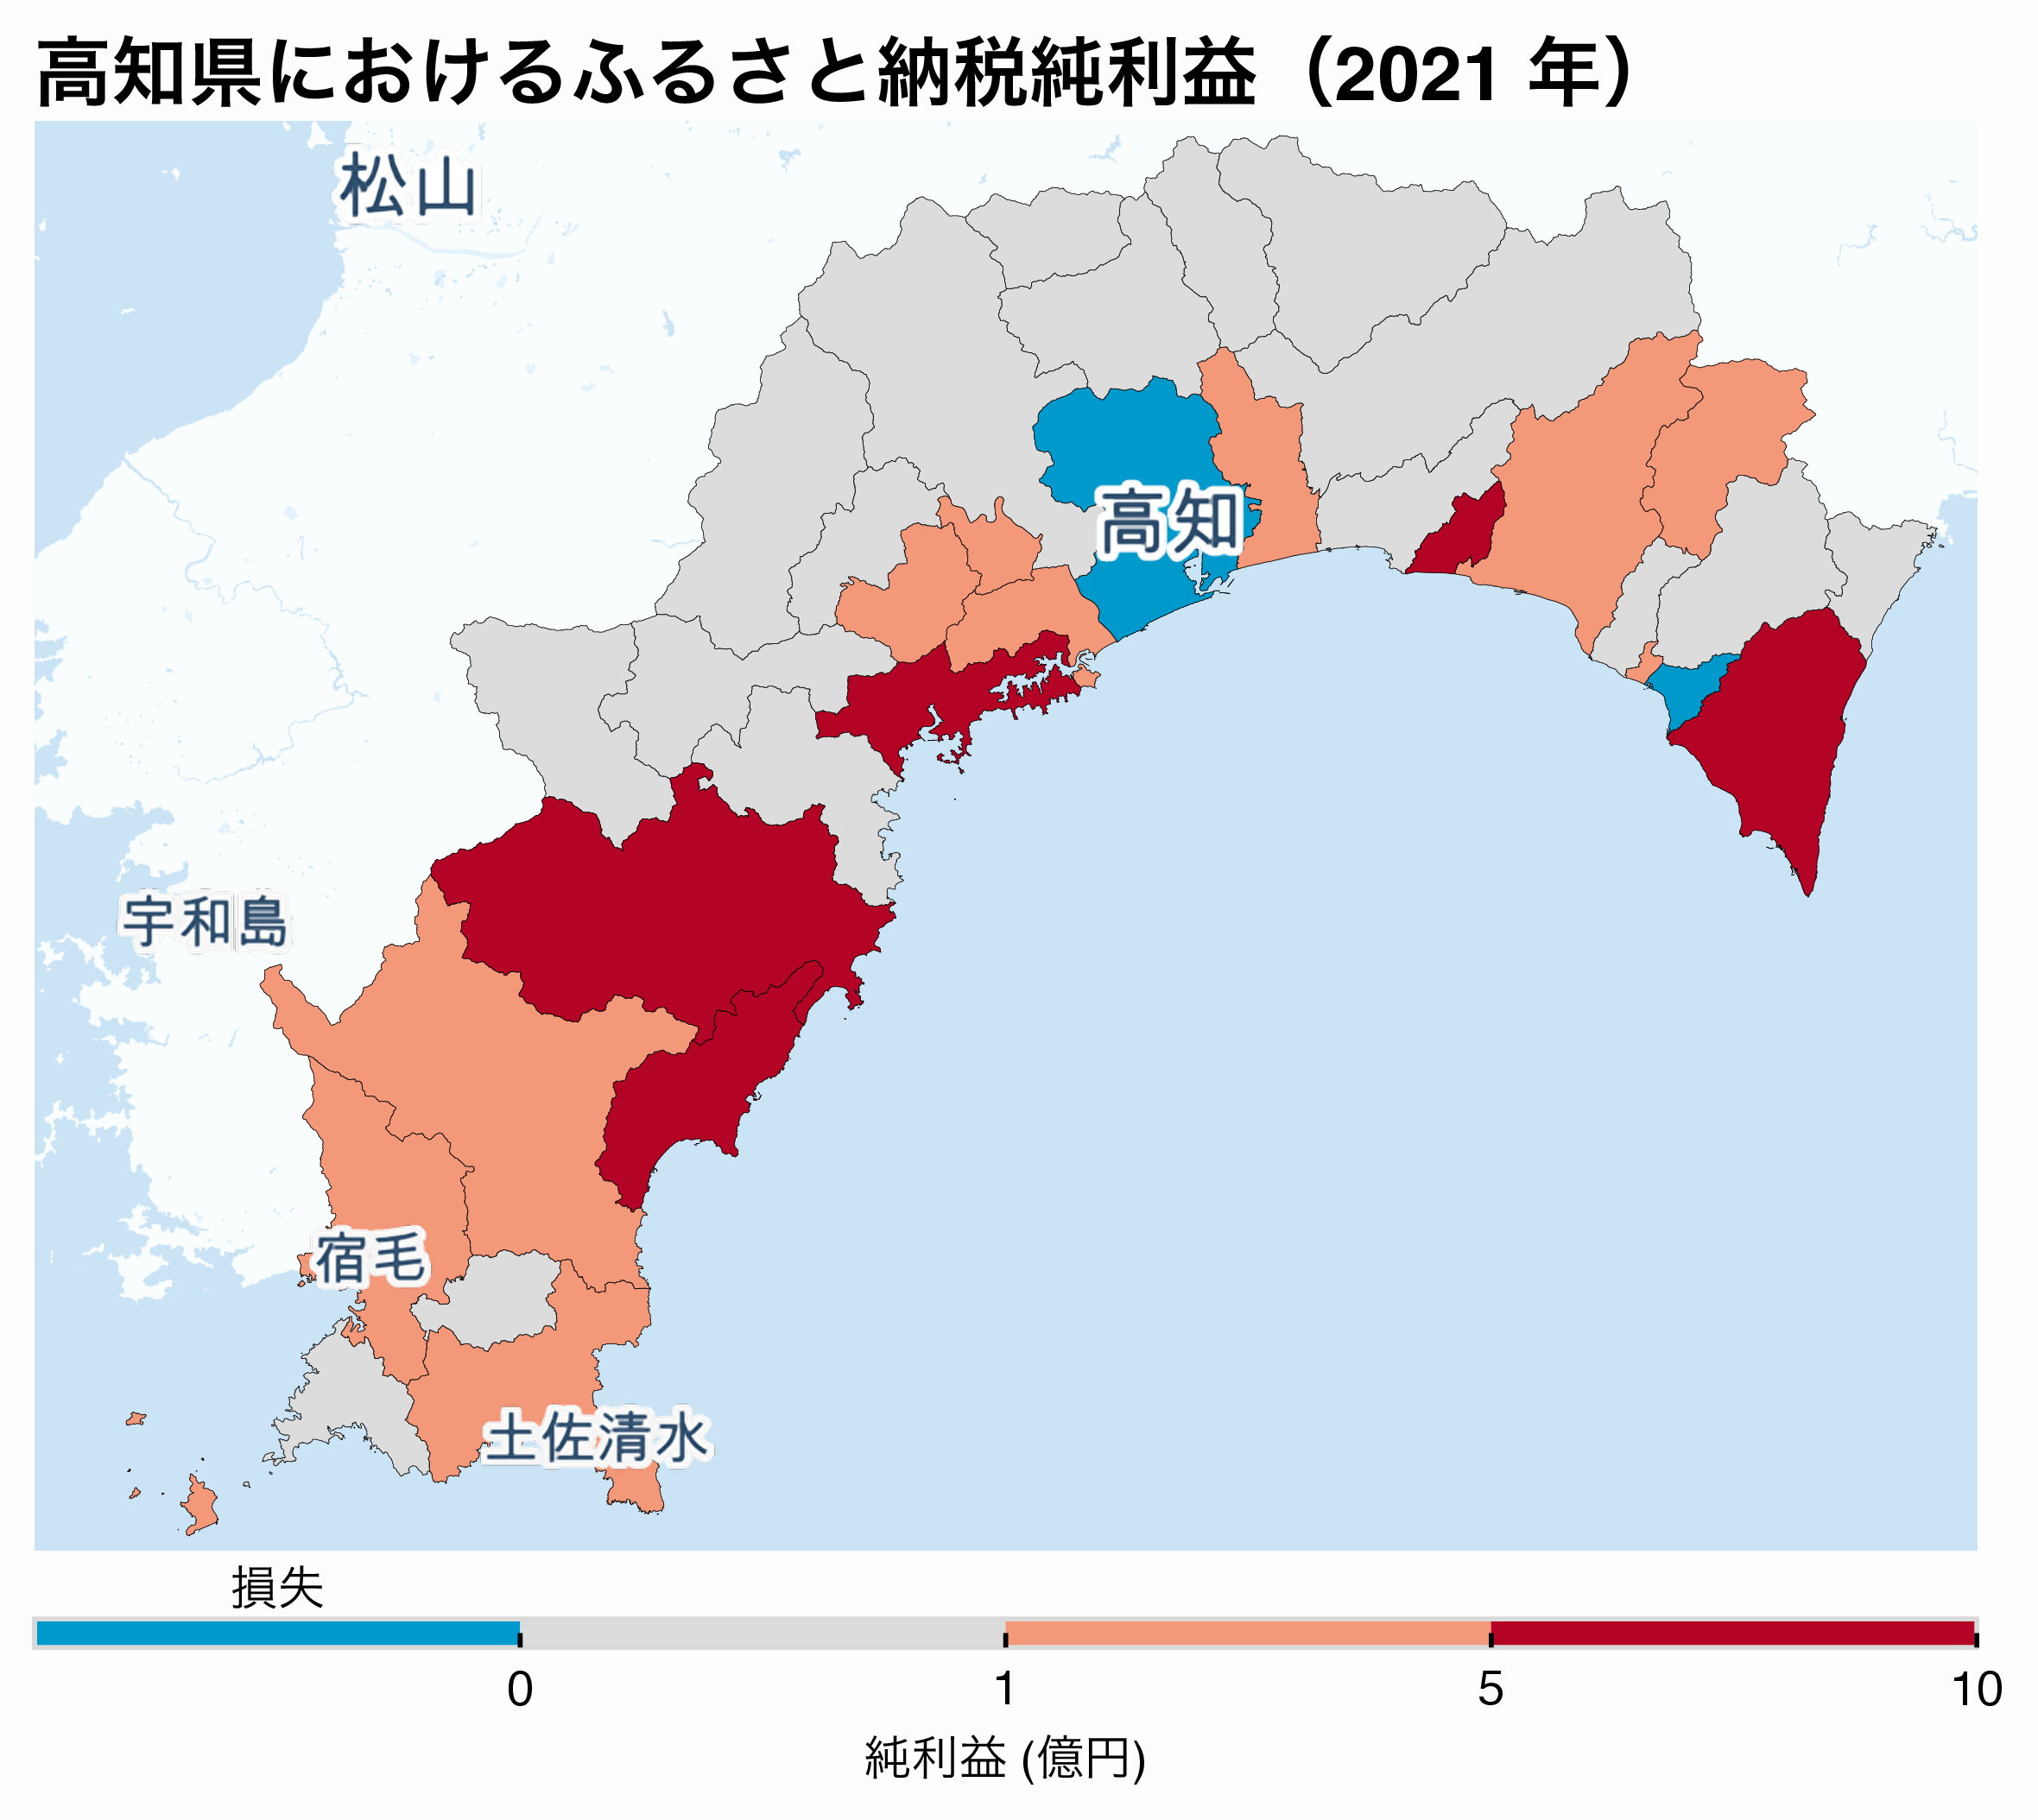 高知県におけるふるさと納税純利益（2021 年）
松山
高知
宇和島
宿毛
土佐清水
損失
0 1 5 10
純利益 (億円)